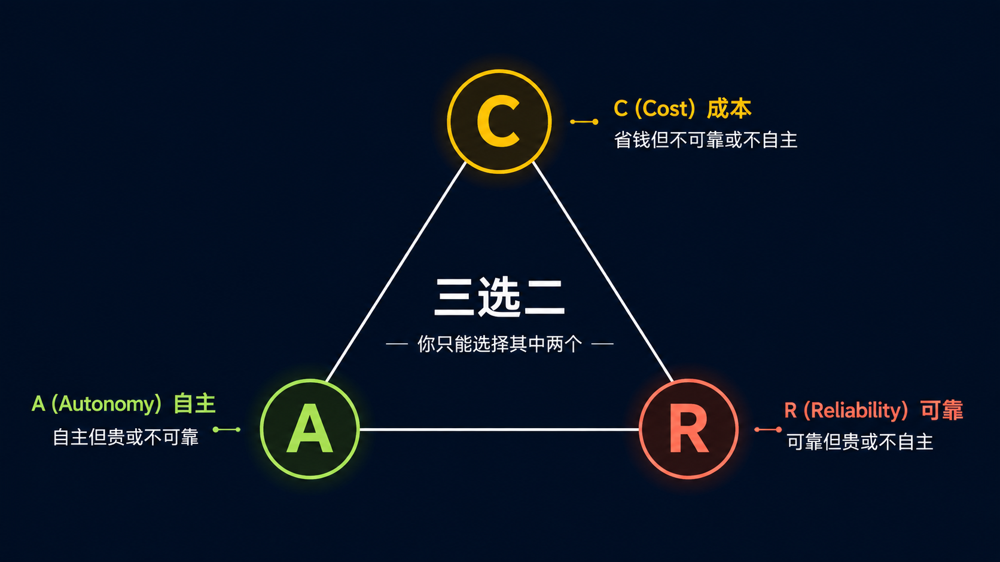 C
C (Cost) 成本
省钱但不可靠或不自主
三选二
你只能选择其中两个
A (Autonomy) 自主
自主但贵或不可靠
A
R
R (Reliability) 可靠
可靠但贵或不自主